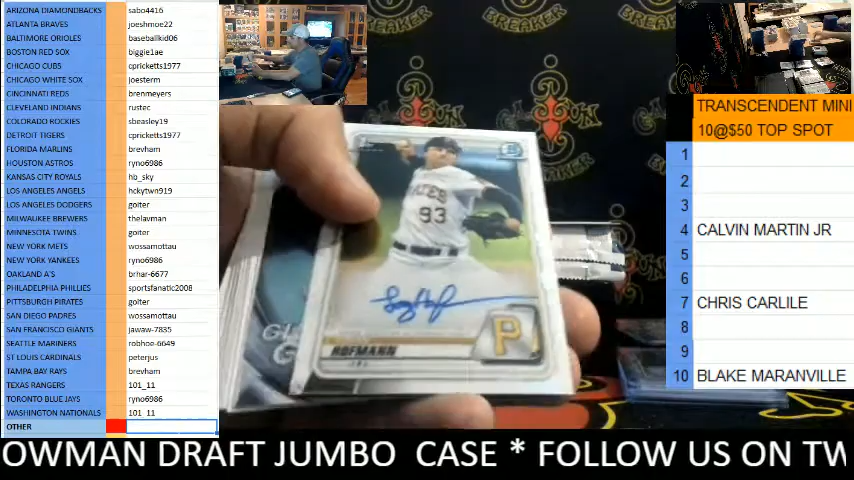 ARIZONA DIAMONDBACKS sabo4416
ATLANTA BRAVES joeshmoe22
BALTIMORE ORIOLES baseballkid06
BOSTON RED SOX biggie1ae
CHICAGO CUBS cpricketts1977
CHICAGO WHITE SOX joesterm
CINCINNATI REDS brenmeyers
CLEVELAND INDIANS rustec
COLORADO ROCKIES sbeasley19
DETROIT TIGERS cpricketts1977
FLORIDA MARLINS brevham
HOUSTON ASTROS ryno6986
KANSAS CITY ROYALS hb_sky
LOS ANGELES ANGELS hckytwn919
LOS ANGELES DODGERS golter
MILWAUKEE BREWERS thelavman
MINNESOTA TWINS golter
NEW YORK METS wossamottau
NEW YORK YANKEES ryno6986
OAKLAND A'S brhar-6677
PHILADELPHIA PHILLIES sportsfanatic2008
PITTSBURGH PIRATES golter
SAN DIEGO PADRES wossamottau
SAN FRANCISCO GIANTS jawaw-7835
SEATTLE MARINERS robhoe-6649
ST LOUIS CARDINALS peterjus
TAMPA BAY RAYS brevham
TEXAS RANGERS 101_11
TORONTO BLUE JAYS ryno6986
WASHINGTON NATIONALS 101_11
OTHER
BREAKER
BREAKER
93
HOFMANN
P
TRANSCENDENT MINI
10@$50 TOP SPOT
1
2
3
4 CALVIN MARTIN JR
5
6
7 CHRIS CARLILE
8
9
10 BLAKE MARANVILLE
OWMAN DRAFT JUMBO CASE * FOLLOW US ON TW